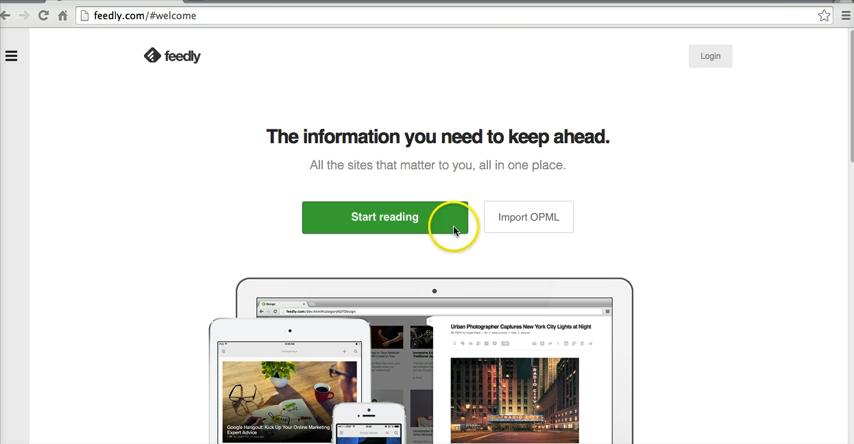 feedly.com/#welcome
feedly
Login
The information you need to keep ahead.
All the sites that matter to you, all in one place.
Start reading
Import OPML
Urban Photographer Captures New York City Lights at Night
Google Hangout: Kick Up Your Online Marketing
Expert Advice